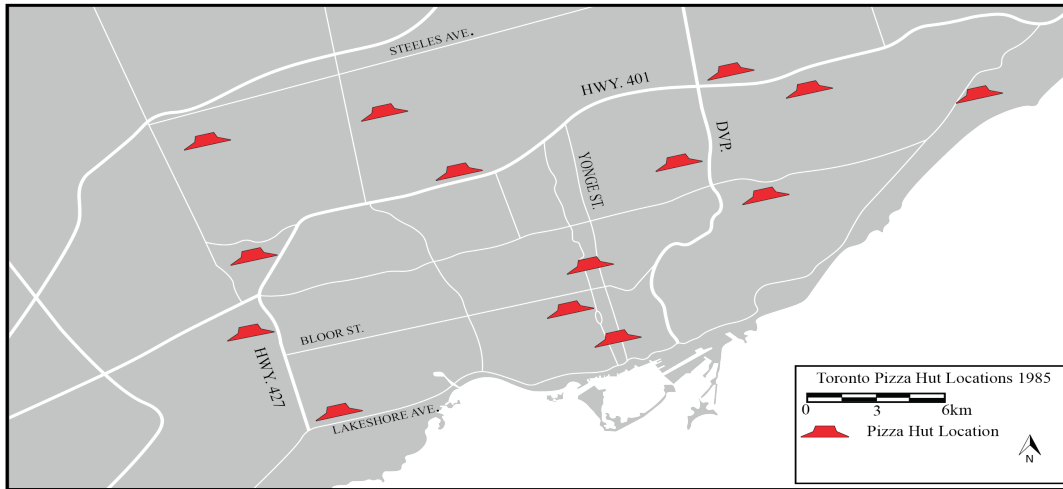 STEELES AVE.
HWY. 401
DVP.
YONGE ST.
BLOOR ST.
HWY. 427
LAKESHORE AVE.
Toronto Pizza Hut Locations 1985
0 3 6km
Pizza Hut Location
N